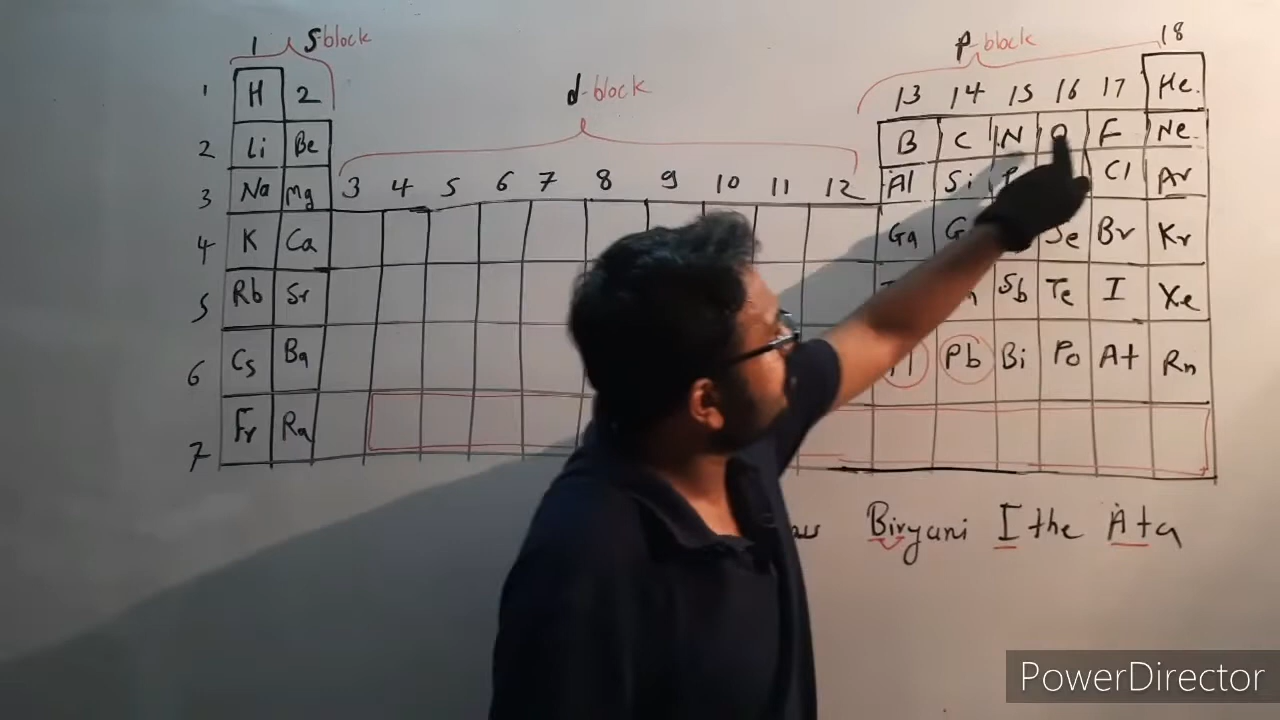 1 S-block p-block 18
1 H 2 d-block 13 14 15 16 17 He
2 Li Be B C N O F Ne
3 Na Mg 3 4 5 6 7 8 9 10 11 12 Al Si Cl Ar
4 K Ca Ga Se Br Kr
5 Rb Sr Sb Te I Xe
6 Cs Ba Pb Bi Po At Rn
7 Fr Ra
Biryani I the Ata
PowerDirector